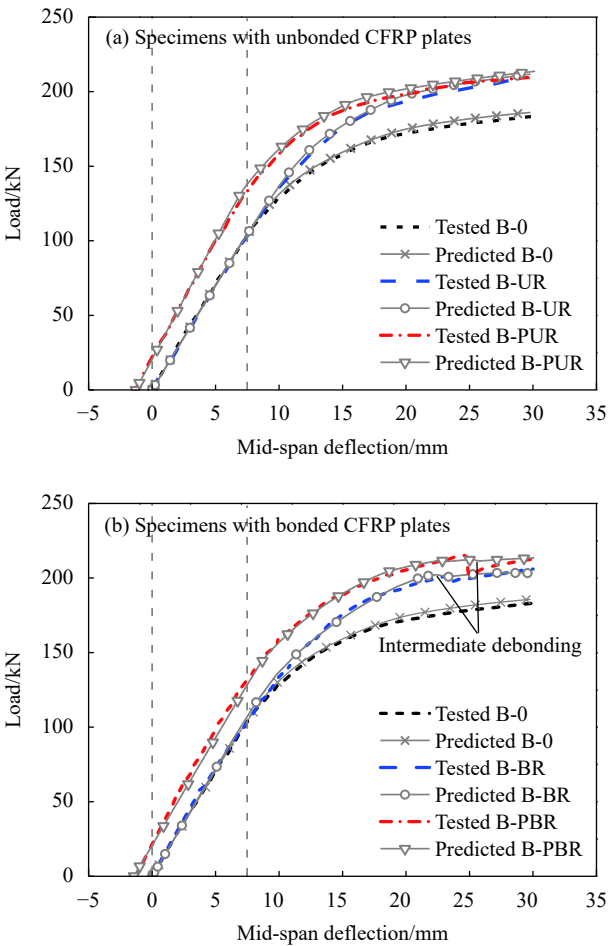 (a) Specimens with unbonded CFRP plates
250
200
150
100
50
0
Load/kN
Tested B-0
Predicted B-0
Tested B-UR
Predicted B-UR
Tested B-PUR
Predicted B-PUR
−5 0 5 10 15 20 25 30 35
Mid-span deflection/mm
(b) Specimens with bonded CFRP plates
250
200
150
100
50
0
Load/kN
Intermediate debonding
Tested B-0
Predicted B-0
Tested B-BR
Predicted B-BR
Tested B-PBR
Predicted B-PBR
−5 0 5 10 15 20 25 30 35
Mid-span deflection/mm